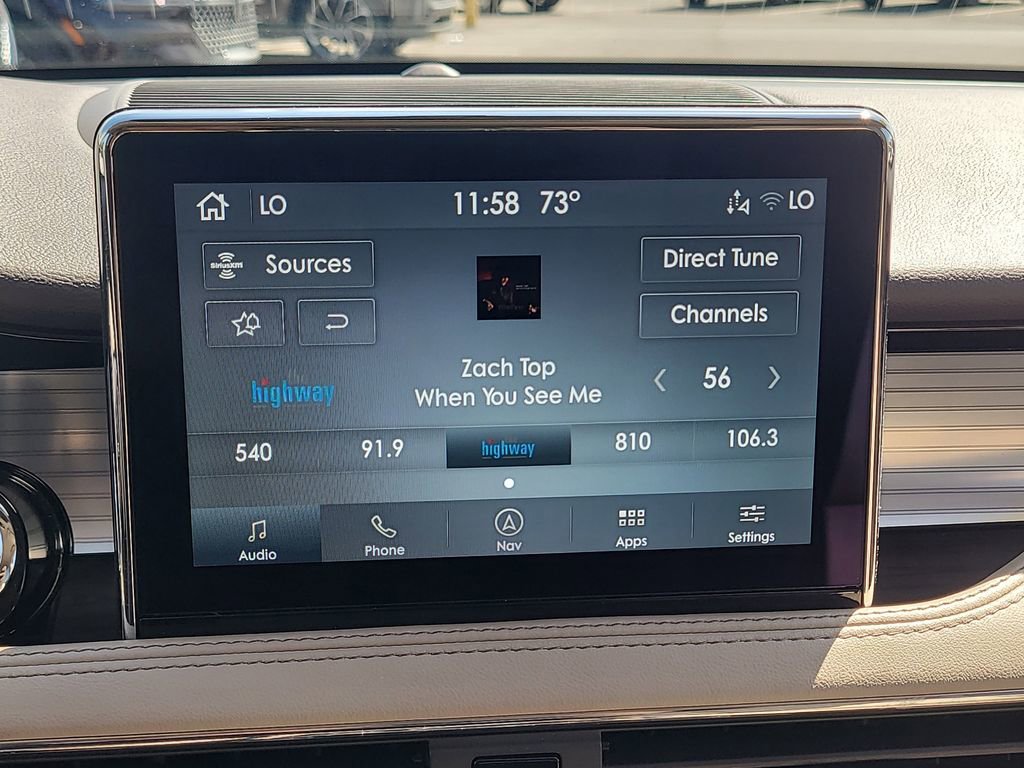 LO 11:58 73° LO
SiriusXM Sources
Direct Tune
Channels
Zach Top
When You See Me
highway
56
540 91.9 highway 810 106.3
Audio Phone Nav Apps Settings